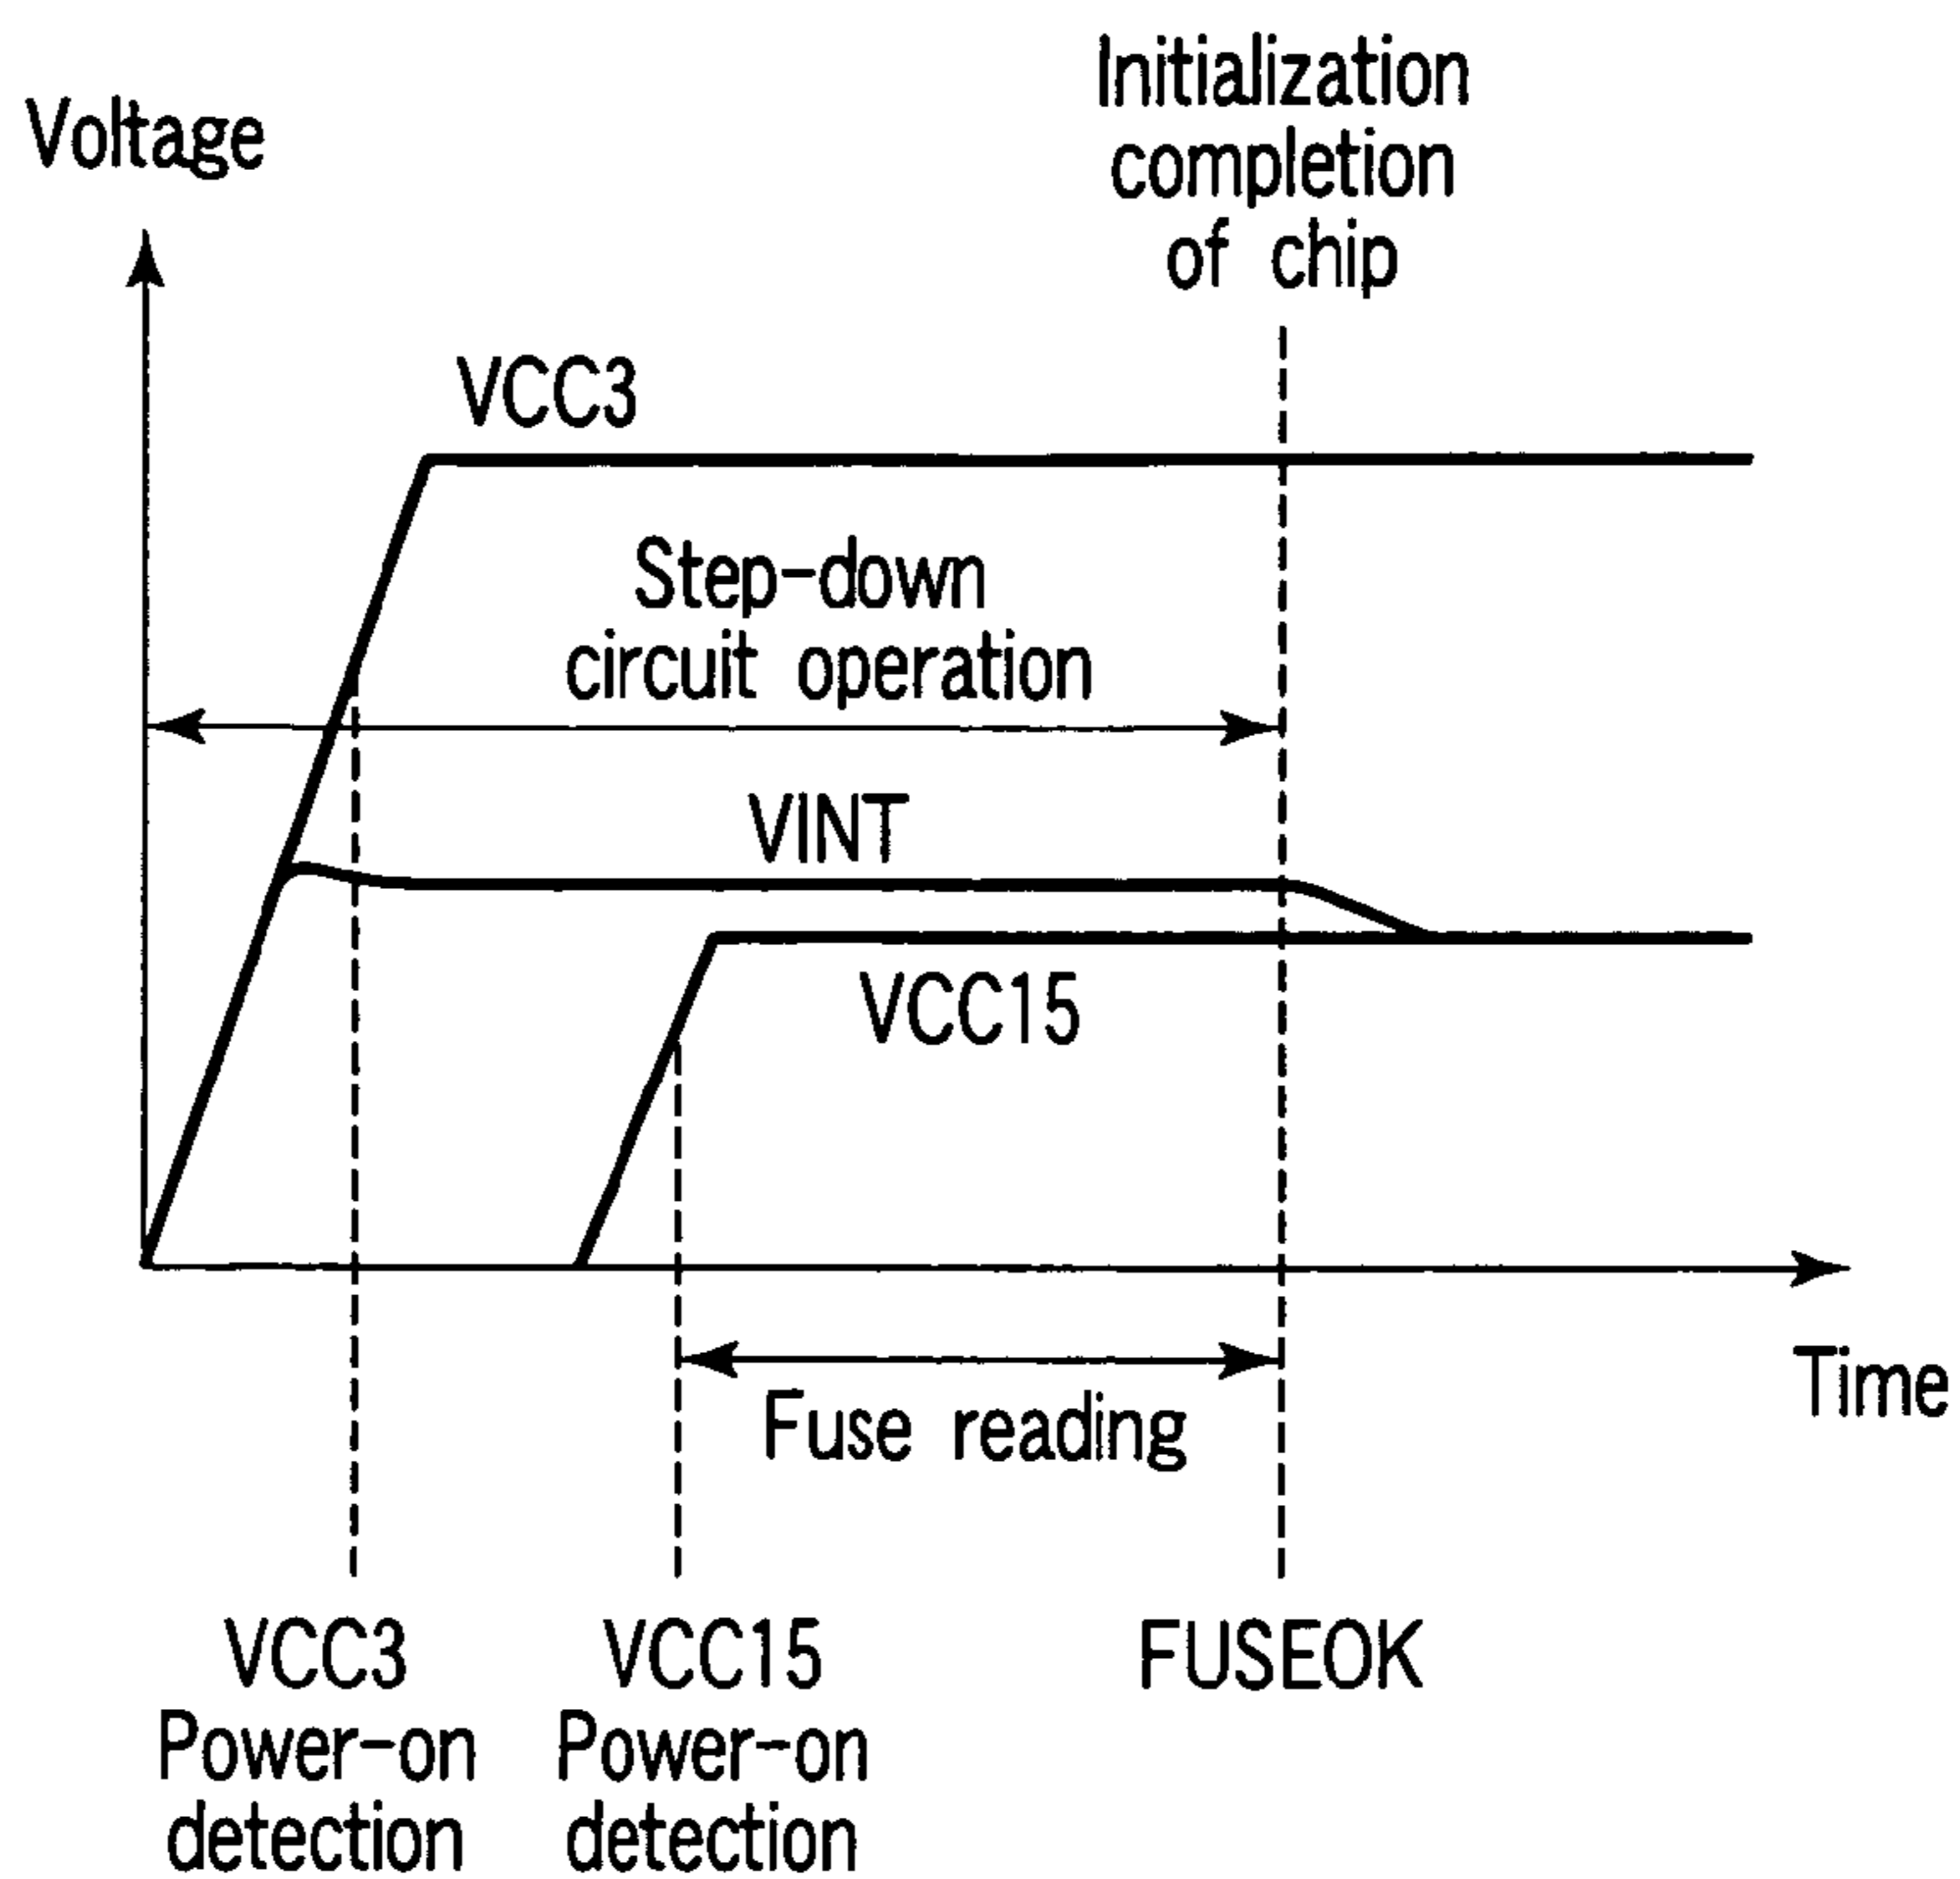 Voltage
Initialization
completion
of chip
VCC3
Step-down
circuit operation
VINT
VCC15
Time
Fuse reading
VCC3
Power-on
detection
VCC15
Power-on
detection
FUSEOK